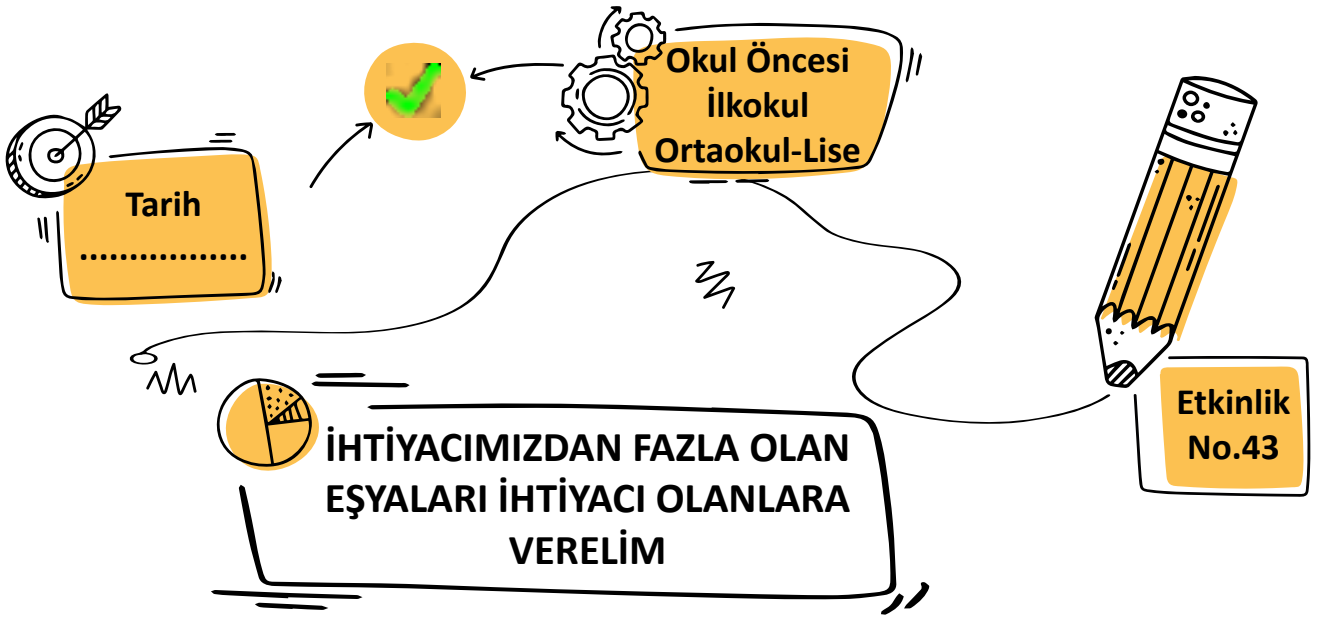 Okul Öncesi
İlkokul
Ortaokul-Lise
Tarih
.................
Etkinlik
No.43
İHTİYACIMIZDAN FAZLA OLAN
EŞYALARI İHTİYACI OLANLARA
VERELİM